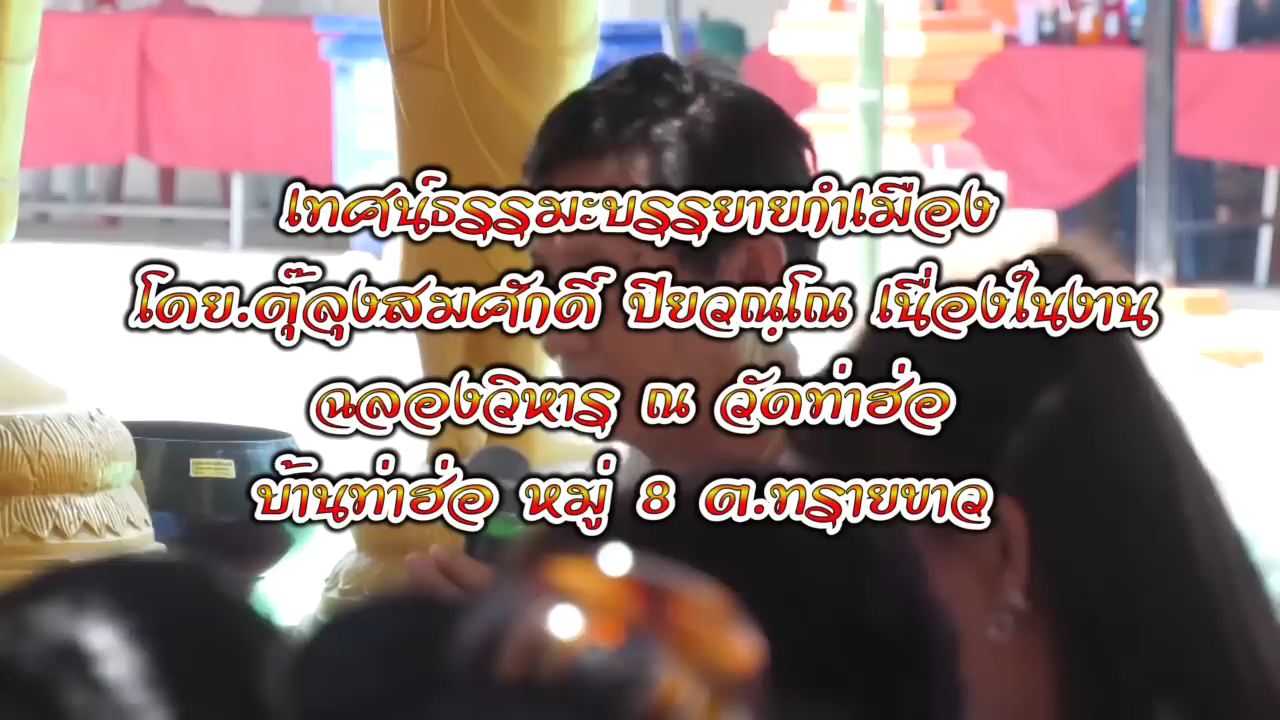 เทศน์ธรรมะบรรยายกำเมือง
โดย.ตุ๊ลุงสมศักดิ์ ปิยวณฺโณ เนื่องในงาน
ฉลองวิหาร ณ วัดท่าฮ่อ
บ้านท่าฮ่อ หมู่ 8 ต.ทรายขาว